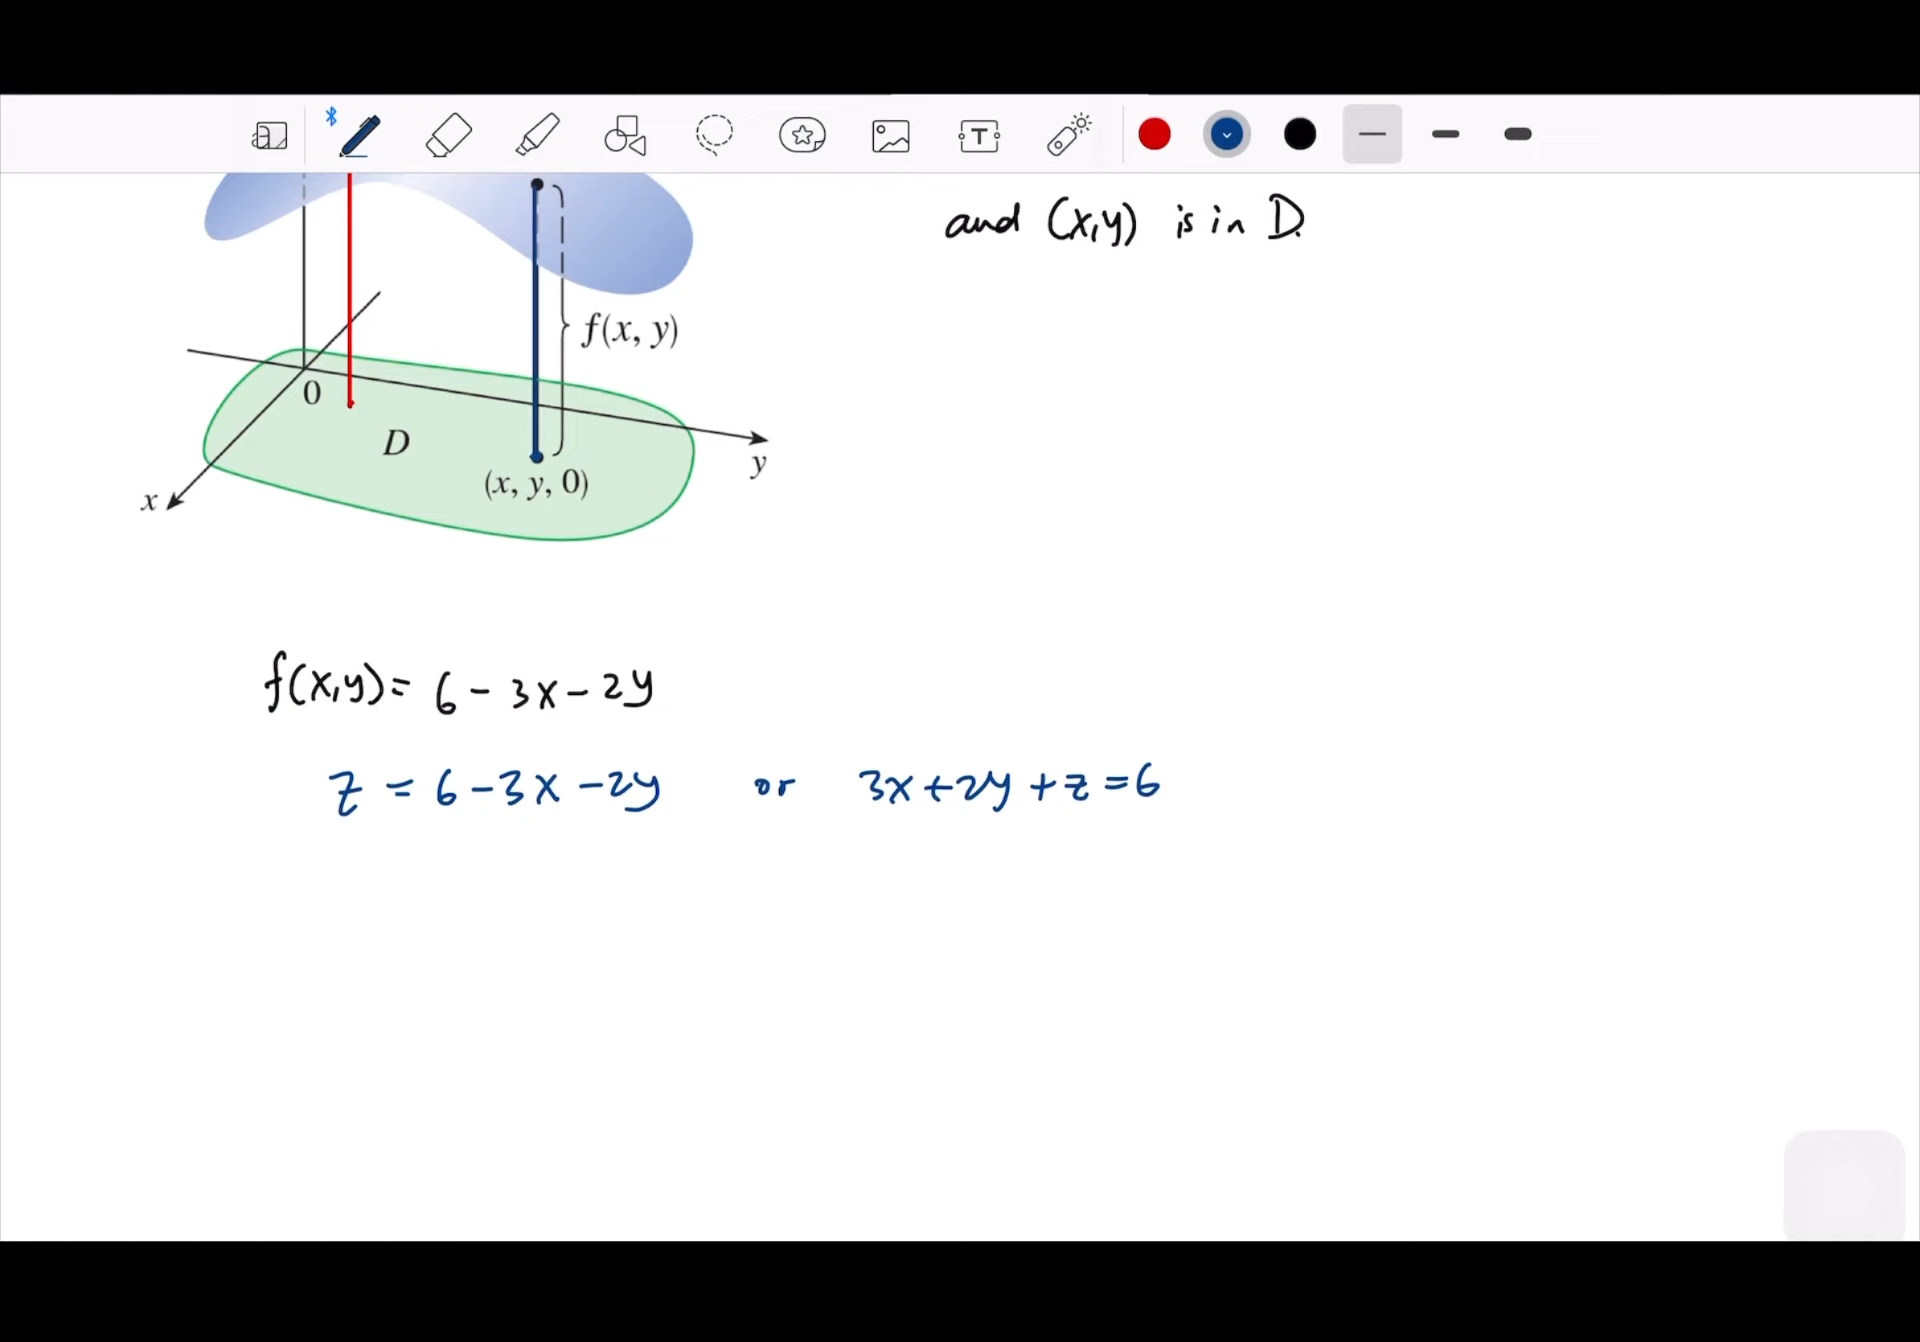 and (x,y) is in D.
f(x, y)
0
D
(x, y, 0)
y
x
f(x,y)= 6 - 3x - 2y
z = 6 - 3x - 2y or 3x + 2y + z = 6